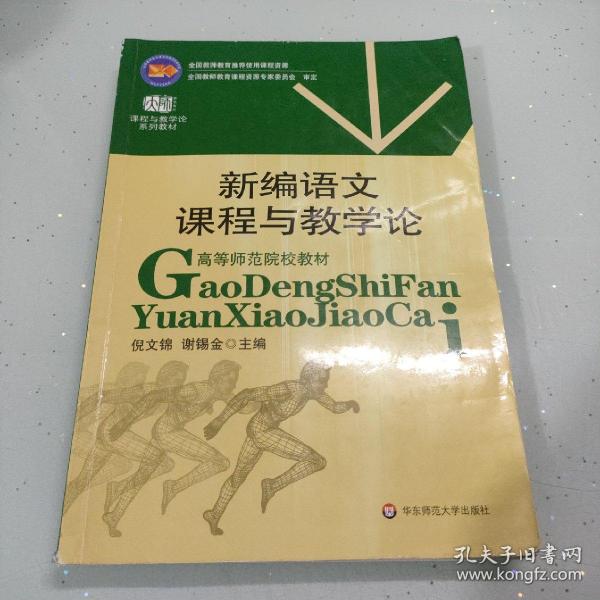 全国教师教育推荐使用课程资源
全国教师教育课程资源专家委员会 审定
大师
课程与教学论
系列教材
新编语文
课程与教学论
高等师范院校教材
GaoDengShiFan
YuanXiaoJiaoCai
倪文锦 谢锡金◎主编
华东师范大学出版社
孔夫子旧书网
www.kongfz.com